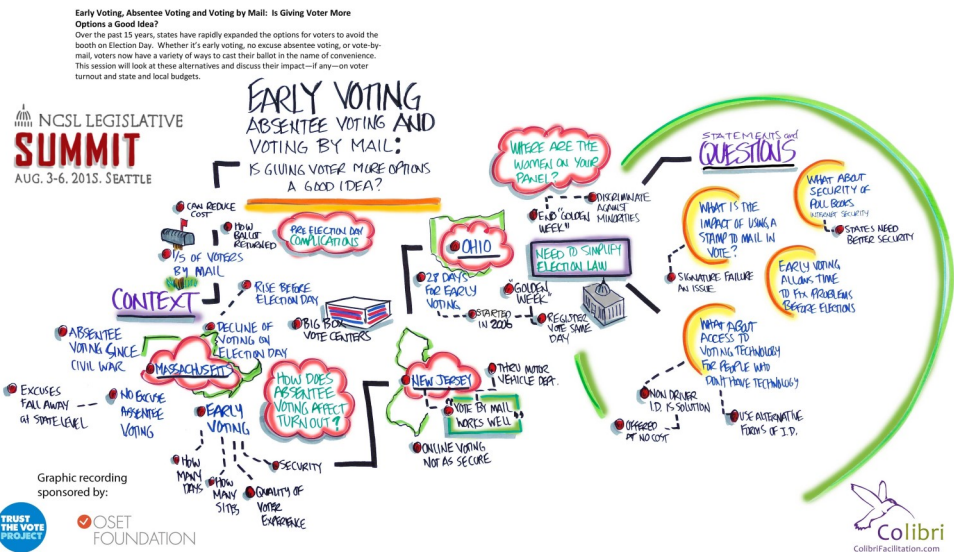 Early Voting, Absentee Voting and Voting by Mail:  Is Giving Voter More
Options a Good Idea?
Over the past 15 years, states have rapidly expanded the options for voters to avoid the
booth on Election Day.  Whether it's early voting, no excuse absentee voting, or vote-by-
mail, voters now have a variety of ways to cast their ballot in the name of convenience.
This session will look at these alternatives and discuss their impact—if any—on voter
turnout and state and local budgets.
NCSL LEGISLATIVE
SUMMIT
AUG. 3-6, 2015. SEATTLE
EARLY VOTING
ABSENTEE VOTING AND
VOTING BY MAIL:
IS GIVING VOTER MORE OPTIONS
A GOOD IDEA?
CAN REDUCE
COST
HOW
BALLOT
RETURNED
1/5 OF VOTERS
BY MAIL
PRE ELECTION DAY
COMPLICATIONS
CONTEXT
RISE BEFORE
ELECTION DAY
DECLINE OF
VOTING ON
ELECTION DAY
BIG BOX
VOTE CENTERS
ABSENTEE
VOTING SINCE
CIVIL WAR
MASSACHUSETTS
EXCUSES
FALL AWAY
at STATE LEVEL
NO EXCUSE
ABSENTEE
VOTING
EARLY
VOTING
HOW
MANY
DAYS
HOW
MANY
SITES
QUALITY OF
VOTER
EXPERIENCE
SECURITY
HOW DOES
ABSENTEE
VOTING AFFECT
TURN OUT?
OHIO
28 DAYS
FOR EARLY
VOTING
STARTED
IN 2006
"GOLDEN
WEEK"
REGISTER
VOTE SAME
DAY
END "GOLDEN
WEEK"
DISCRIMINATE
AGAINST
MINORITIES
WHERE ARE THE
WOMEN ON YOUR
PANEL?
NEED TO SIMPLIFY
ELECTION LAW
NEW JERSEY
THRU MOTOR
VEHICLE DEPT.
"VOTE BY MAIL
WORKS WELL"
ONLINE VOTING
NOT AS SECURE
STATEMENTS and
QUESTIONS
WHAT IS THE
IMPACT OF USING A
STAMP TO MAIL IN
VOTE?
SIGNATURE FAILURE
AN ISSUE
WHAT ABOUT
SECURITY OF
POLL BOOKS
INTERNET SECURITY
STATES NEED
BETTER SECURITY
EARLY VOTING
ALLOWS TIME
TO FIX PROBLEMS
BEFORE ELECTIONS
WHAT ABOUT
ACCESS TO
VOTING TECHNOLOGY
FOR PEOPLE WHO
DON'T HAVE TECHNOLOGY
NON DRIVER
I.D. IS SOLUTION
OFFERED
AT NO COST
USE ALTERNATIVE
FORMS OF I.D.
Graphic recording
sponsored by:
TRUST
THE VOTE
PROJECT
OSET
FOUNDATION
Colibri
ColibriFacilitation.com